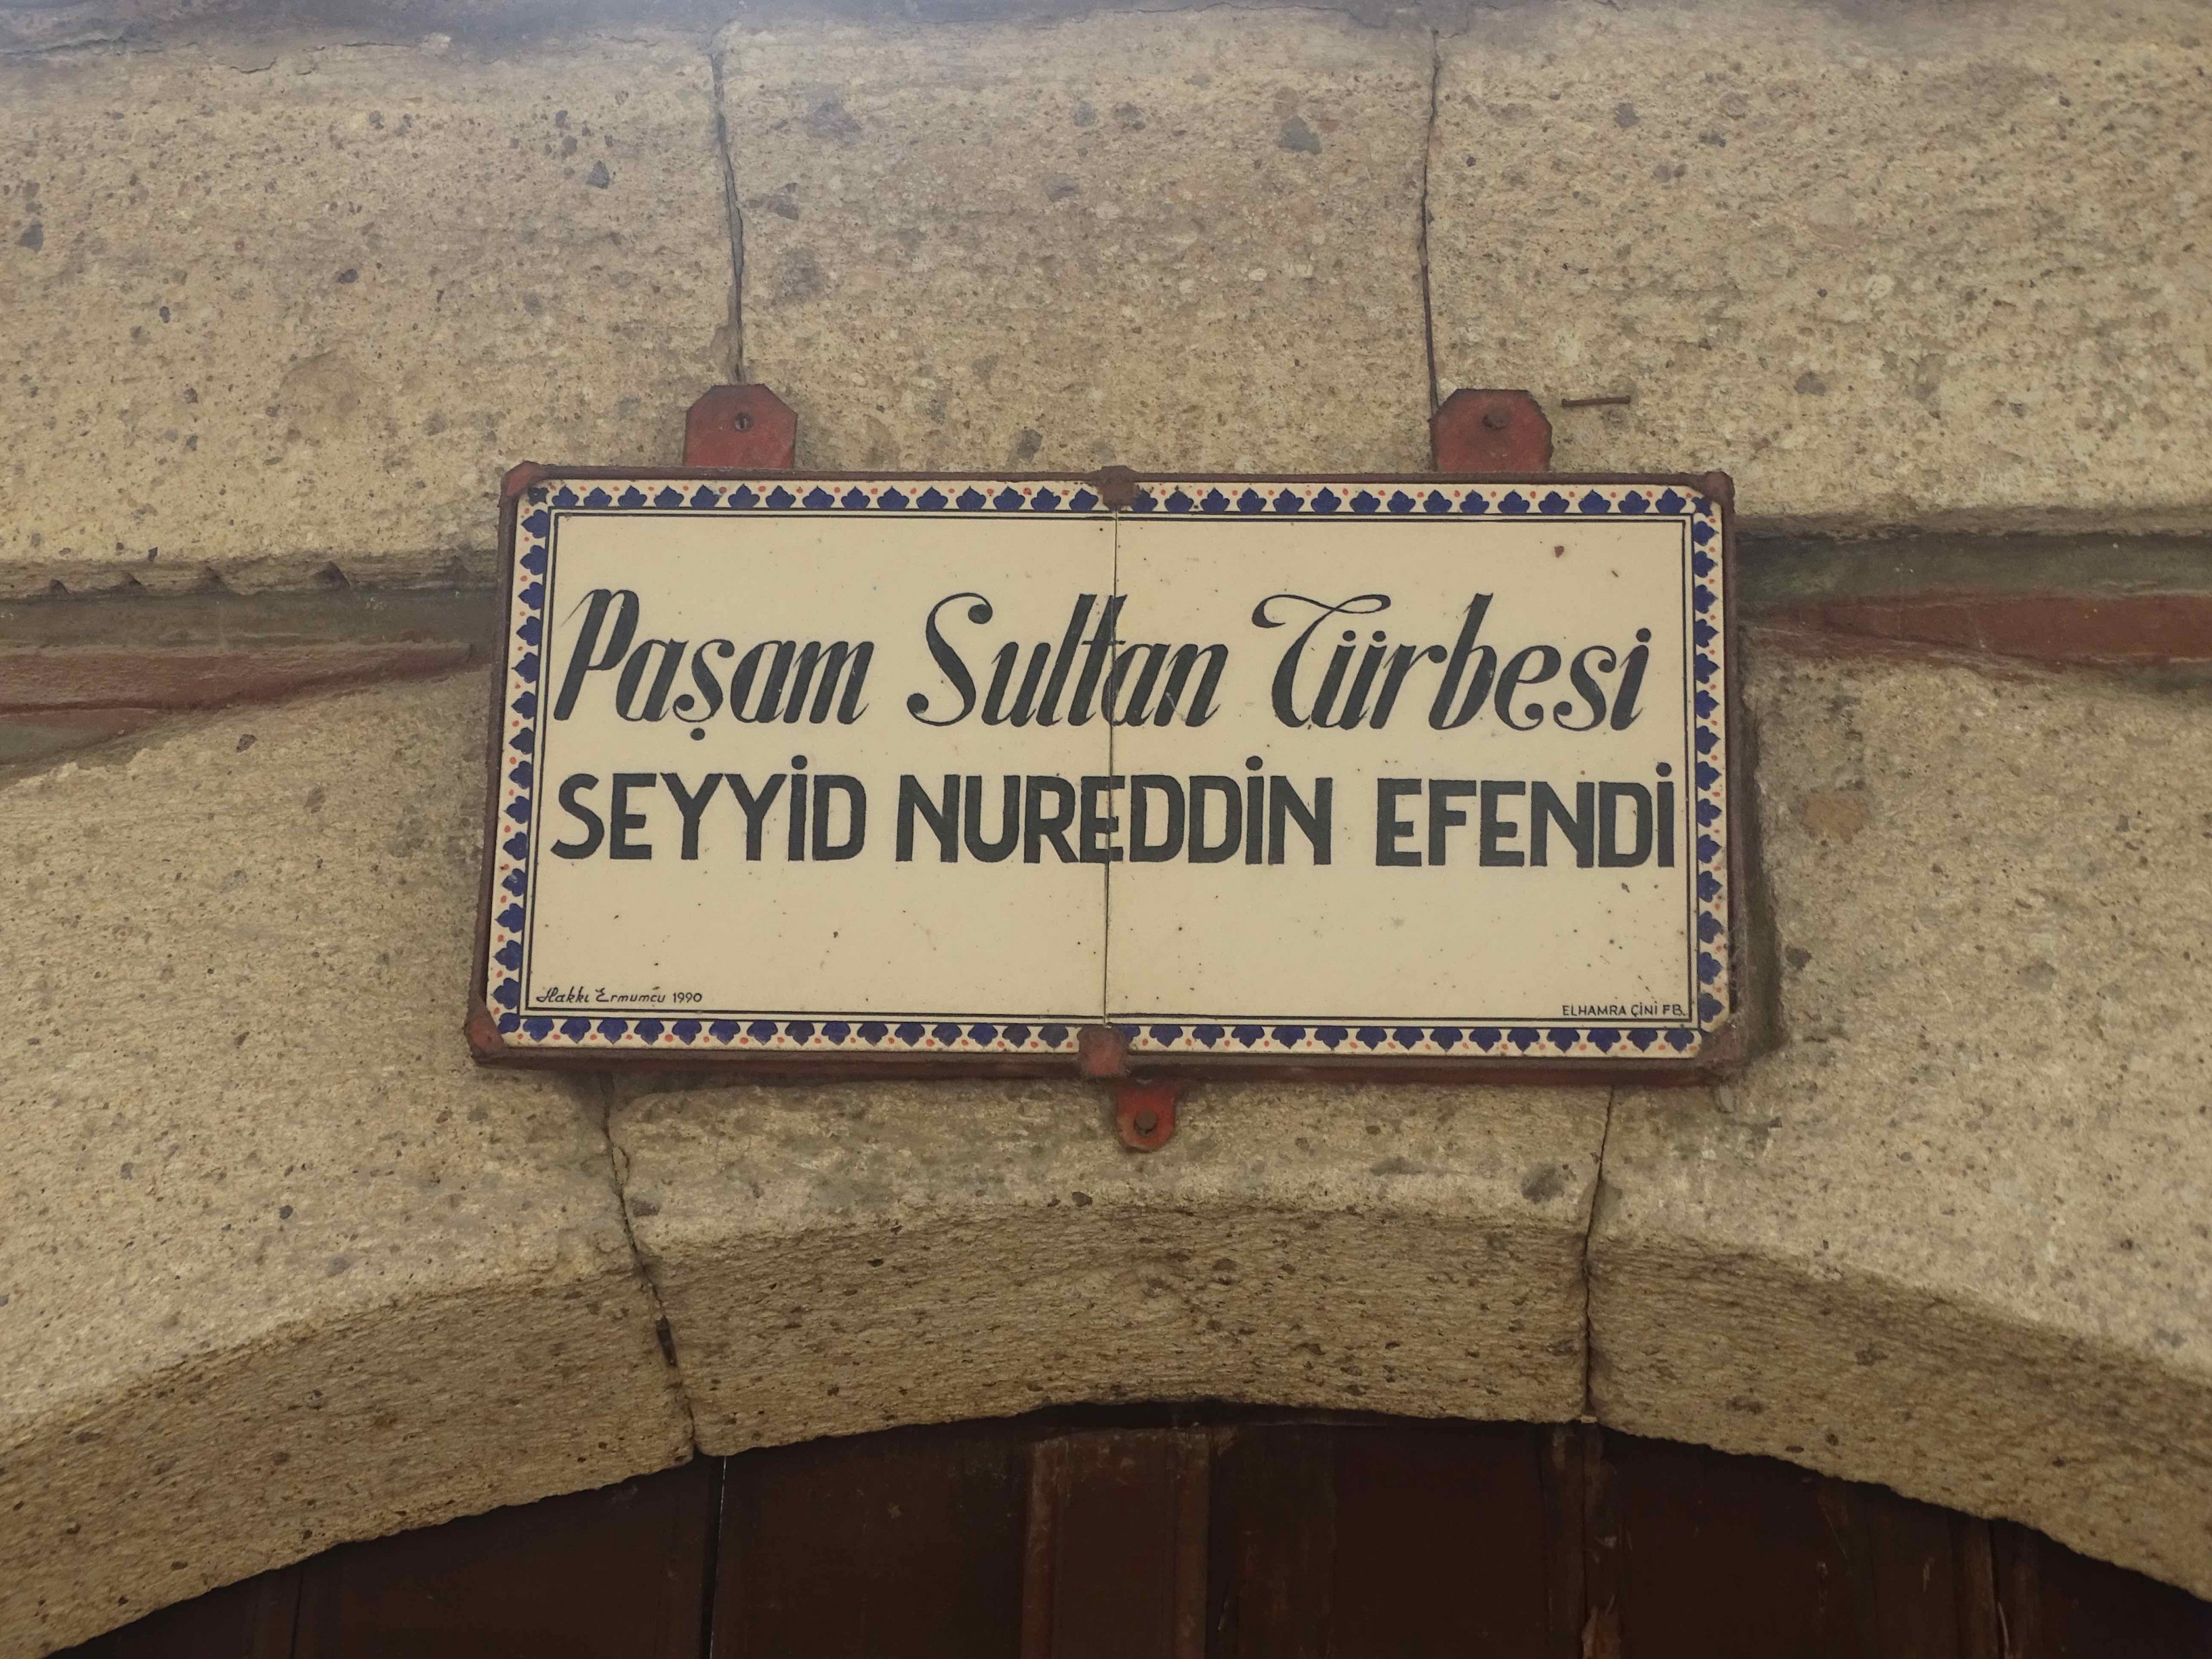 Paşam Sultan Türbesi
SEYYİD NUREDDİN EFENDİ
Hakkı Ermumcu 1990
ELHAMRA ÇİNİ FB.